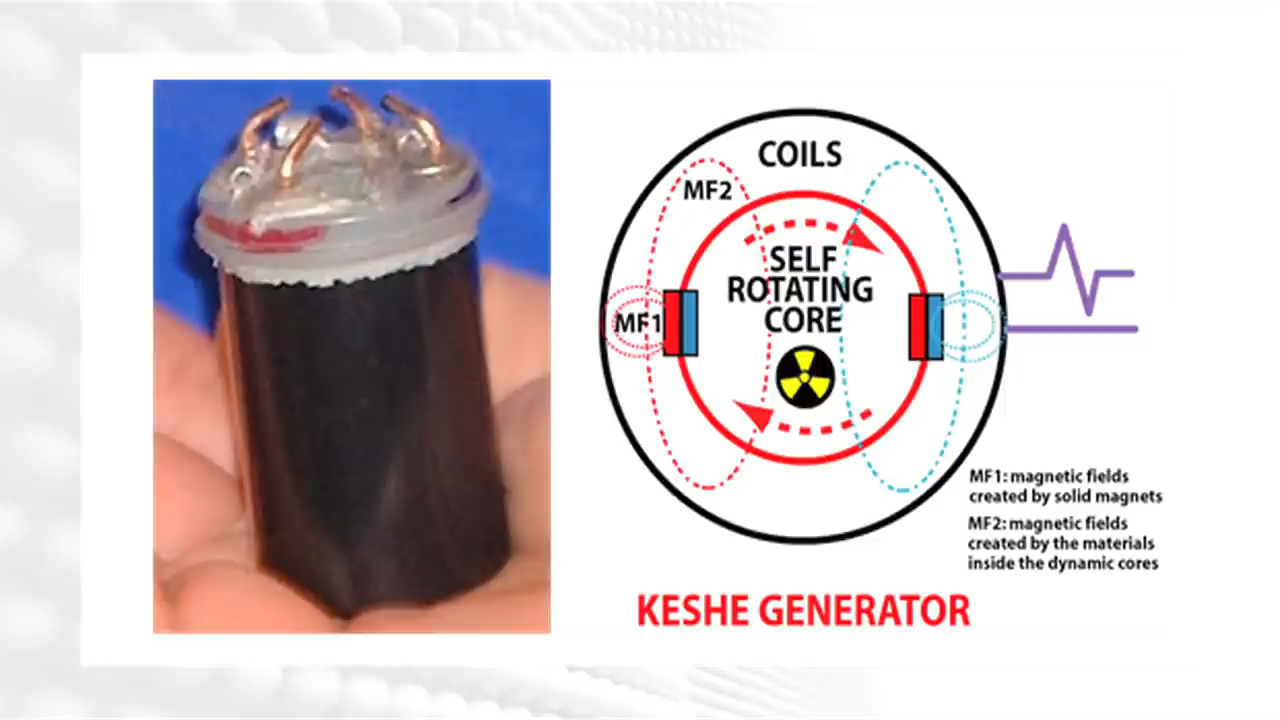 COILS
MF2
SELF
ROTATING
CORE
MF1
MF1: magnetic fields
created by solid magnets
MF2: magnetic fields
created by the materials
inside the dynamic cores
KESHE GENERATOR